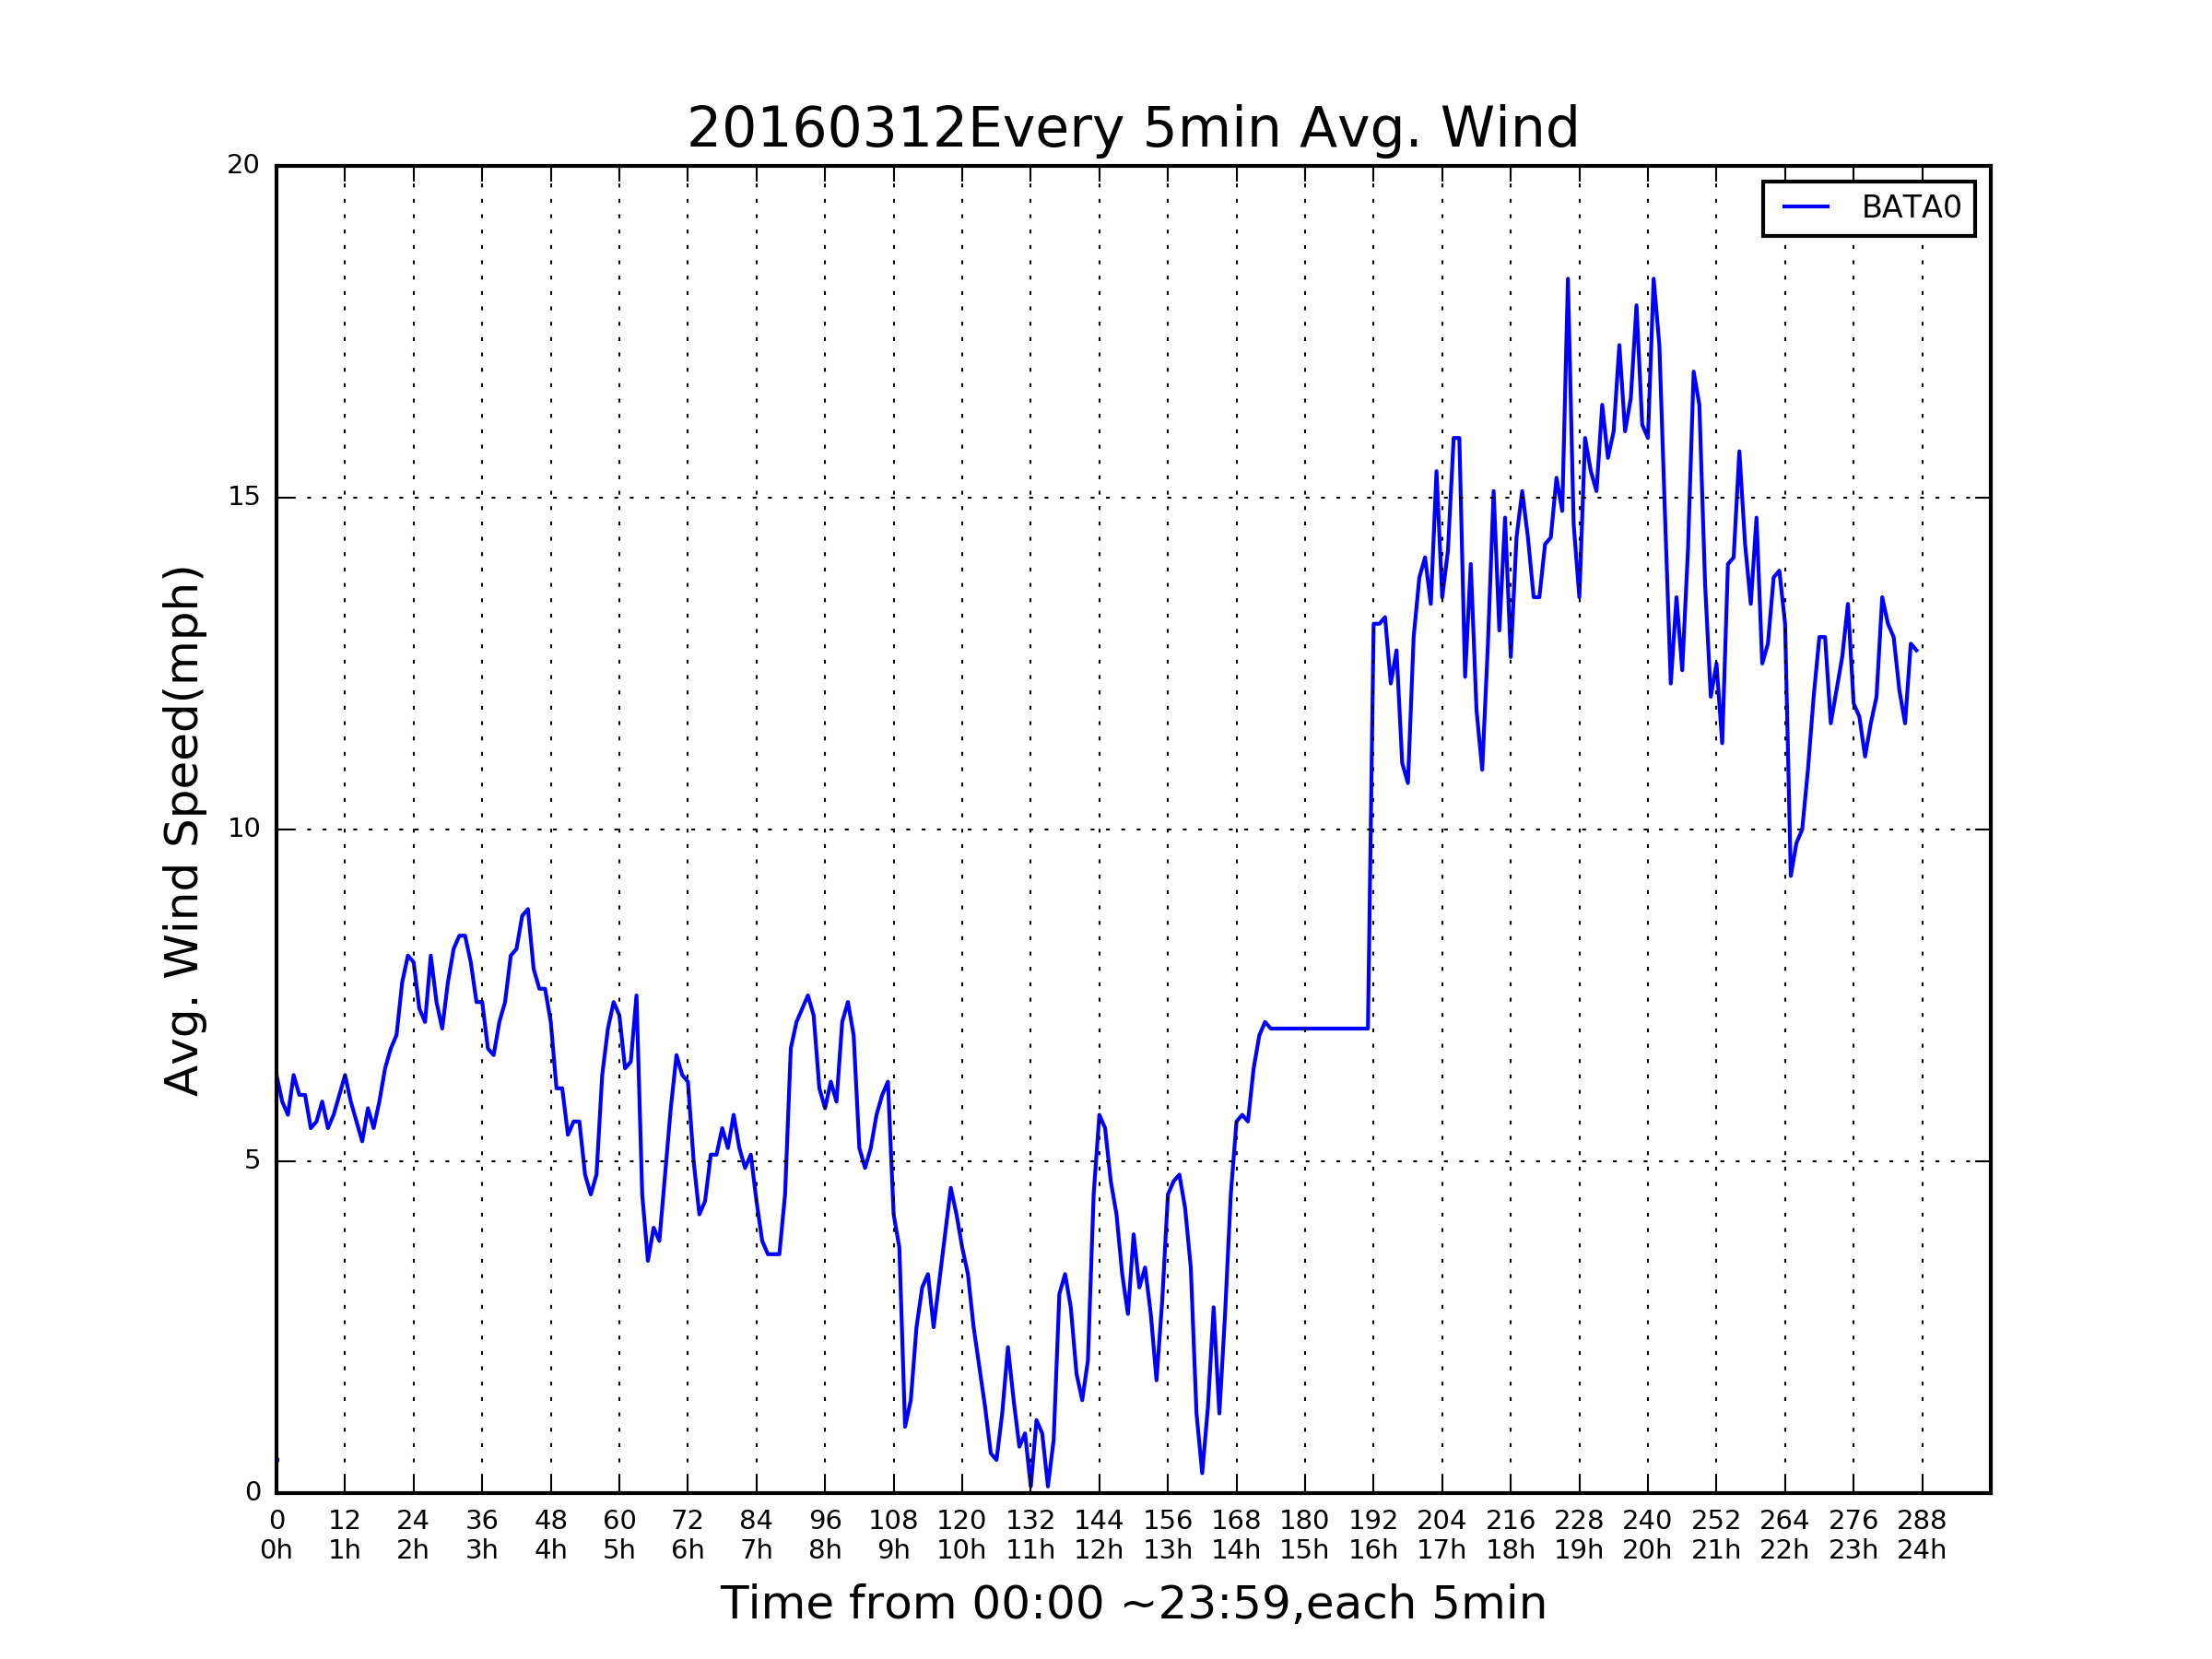 20160312Every 5min Avg. Wind
BATA0
Avg. Wind Speed(mph)
20
15
10
5
0
0 12 24 36 48 60 72 84 96 108 120 132 144 156 168 180 192 204 216 228 240 252 264 276 288
0h 1h 2h 3h 4h 5h 6h 7h 8h 9h 10h 11h 12h 13h 14h 15h 16h 17h 18h 19h 20h 21h 22h 23h 24h
Time from 00:00 ~23:59,each 5min